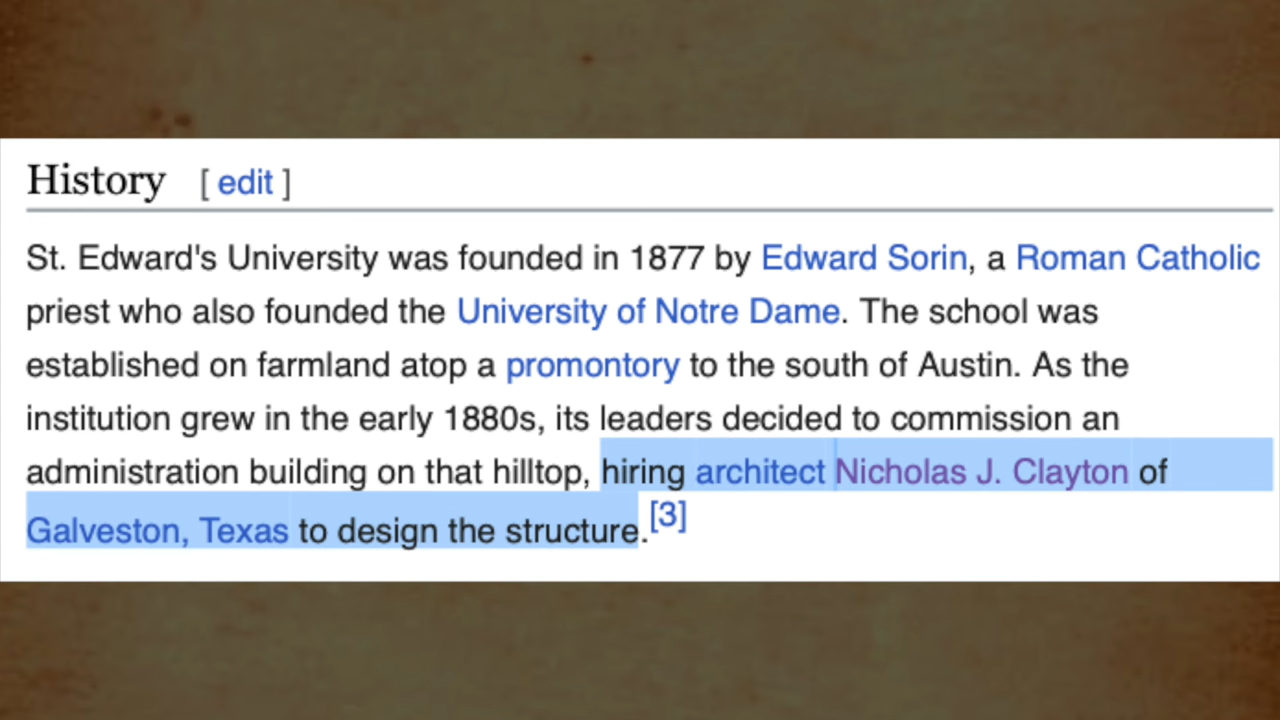 History [ edit ]
St. Edward's University was founded in 1877 by Edward Sorin, a Roman Catholic
priest who also founded the University of Notre Dame. The school was
established on farmland atop a promontory to the south of Austin. As the
institution grew in the early 1880s, its leaders decided to commission an
administration building on that hilltop, hiring architect Nicholas J. Clayton of
Galveston, Texas to design the structure.[3]